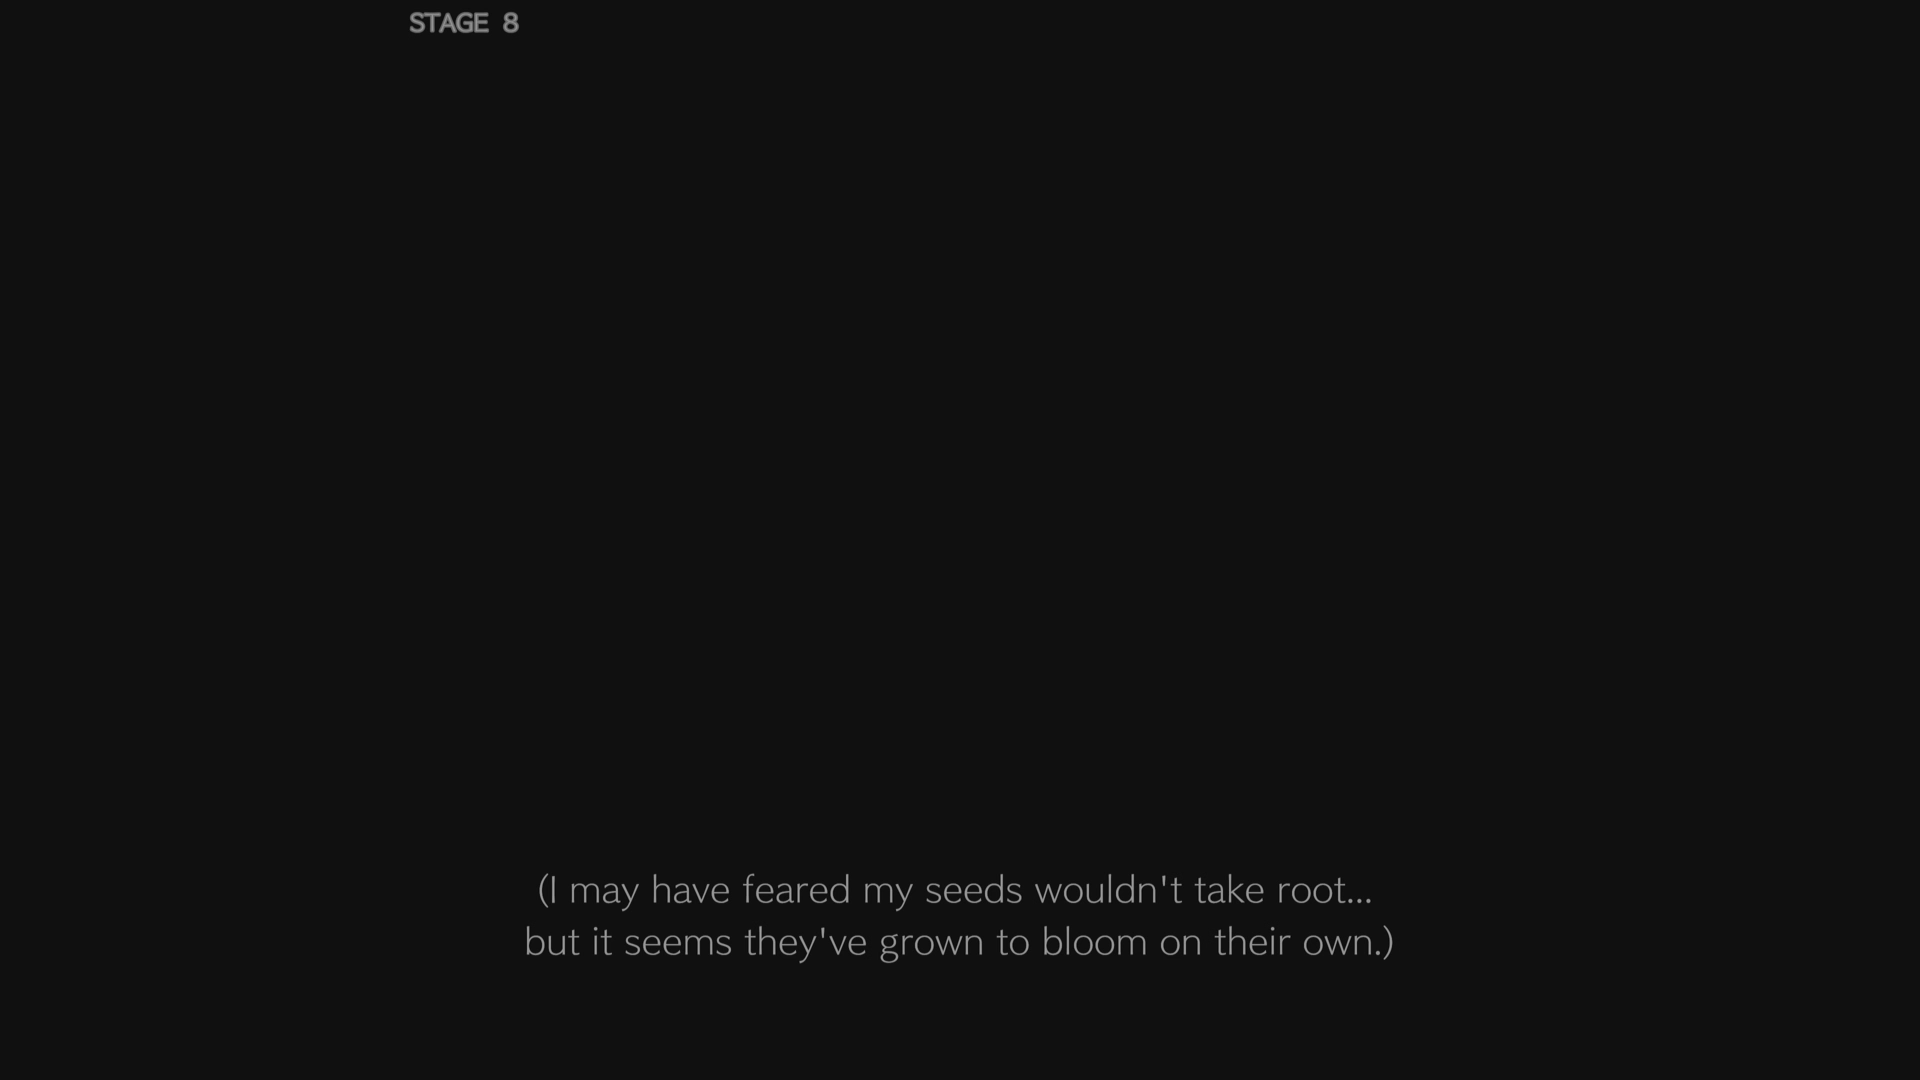 STAGE 8
(I may have feared my seeds wouldn't take root...
but it seems they've grown to bloom on their own.)